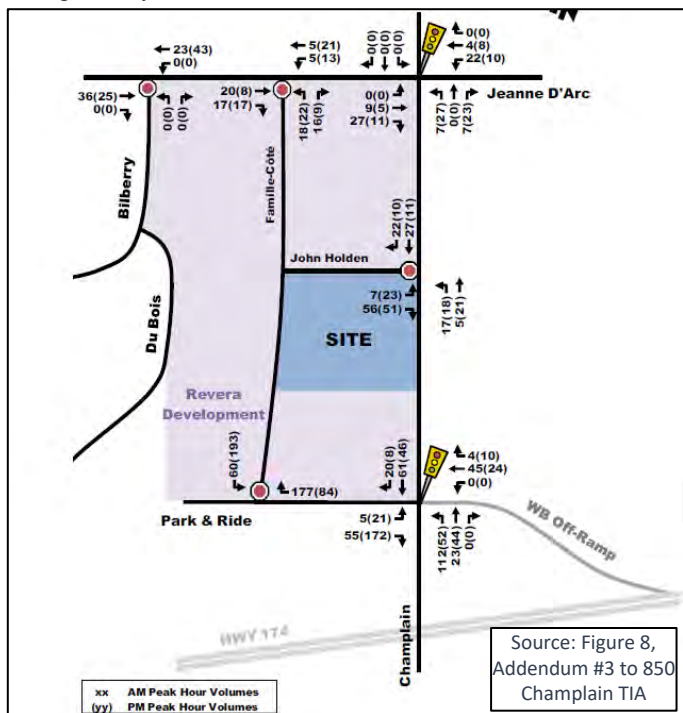 23(43)
0(0)
5(21)
5(13)
0(0)
0(0)
0(0)
0(0)
4(8)
22(10)
Jeanne D'Arc
36(25)
0(0)
0(0)
0(0)
20(8)
17(17)
18(22)
16(9)
0(0)
9(5)
27(11)
7(27)
0(0)
7(23)
Bilberry
Famille-Côté
22(10)
27(11)
John Holden
7(23)
56(51)
17(18)
5(21)
Du Bois
SITE
Revera
Development
60(193)
177(84)
20(8)
61(46)
4(10)
45(24)
0(0)
Park & Ride
5(21)
55(172)
112(52)
23(44)
0(0)
WB Off-Ramp
HWY 174
Champlain
Source: Figure 8,
Addendum #3 to 850
Champlain TIA
xx AM Peak Hour Volumes
(yy) PM Peak Hour Volumes